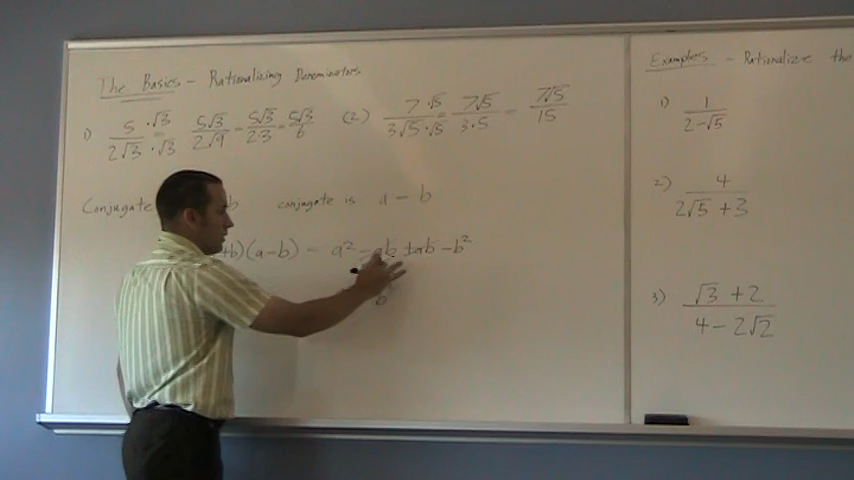 The Basics - Rationalizing Denominators
1) 5/2√3 ·√3/·√3 = 5√3/2√9 = 5√3/2·3 = 5√3/6
(2.) 7/3√5 ·√5/·√5 = 7√5/3·5 = 7√5/15
Conjugate b conjugate is a - b
+b)(a-b) = a² - ab + ab - b²
b
Examples - Rationalize the
1) 1/2-√5
2) 4/2√5 + 3
3) √3 + 2/4 - 2√2